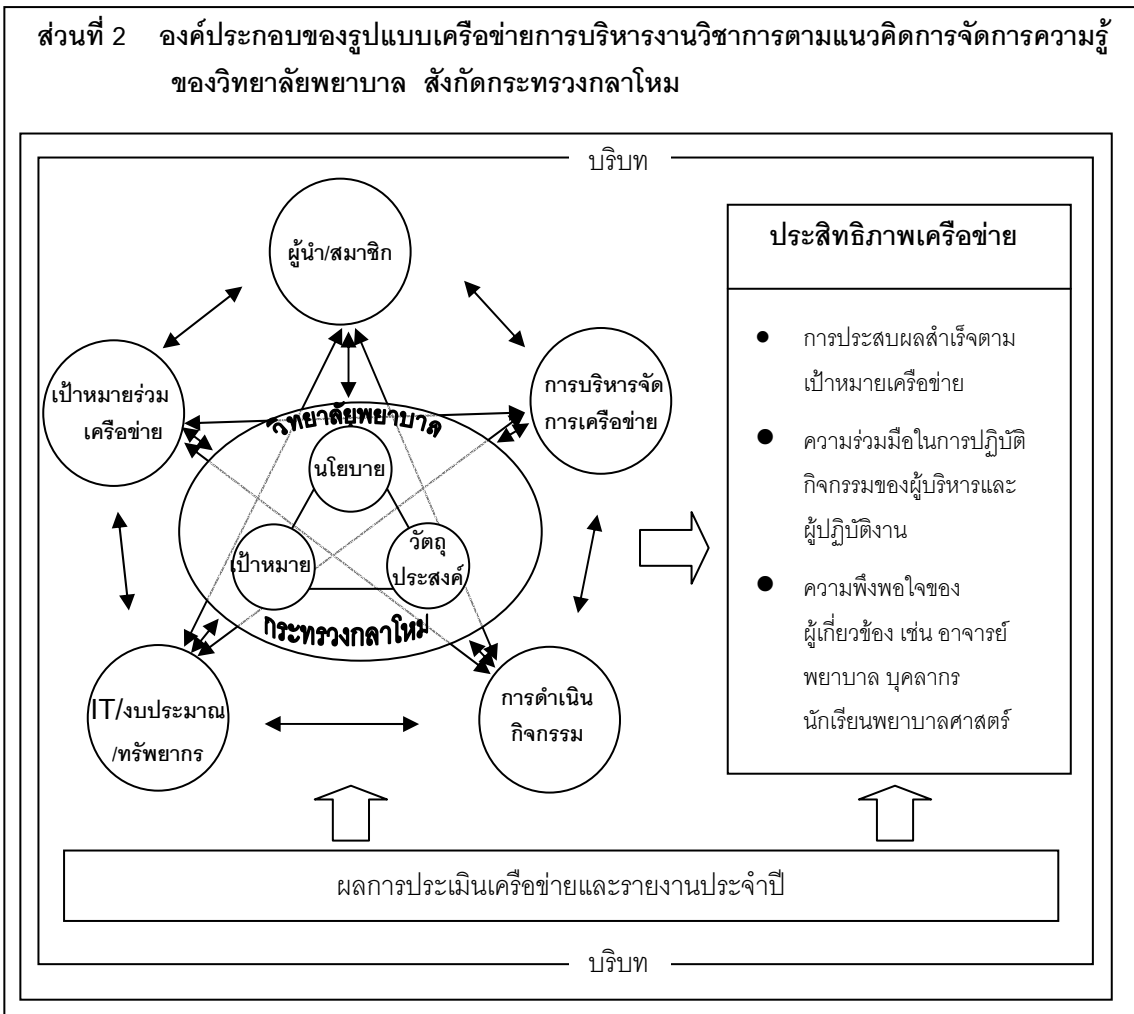 ส่วนที่ 2 องค์ประกอบของรูปแบบเครือข่ายการบริหารงานวิชาการตามแนวคิดการจัดการความรู้
ของวิทยาลัยพยาบาล สังกัดกระทรวงกลาโหม
บริบท
ผู้นำ/สมาชิก
เป้าหมายร่วม
เครือข่าย
การบริหารจัด
การเครือข่าย
วิทยาลัยพยาบาล
นโยบาย
เป้าหมาย
วัตถุ
ประสงค์
กระทรวงกลาโหม
IT/งบประมาณ
/ทรัพยากร
การดำเนิน
กิจกรรม
ประสิทธิภาพเครือข่าย
● การประสบผลสำเร็จตาม
เป้าหมายเครือข่าย
● ความร่วมมือในการปฏิบัติ
กิจกรรมของผู้บริหารและ
ผู้ปฏิบัติงาน
● ความพึงพอใจของ
ผู้เกี่ยวข้อง เช่น อาจารย์
พยาบาล บุคลากร
นักเรียนพยาบาลศาสตร์
ผลการประเมินเครือข่ายและรายงานประจำปี
บริบท